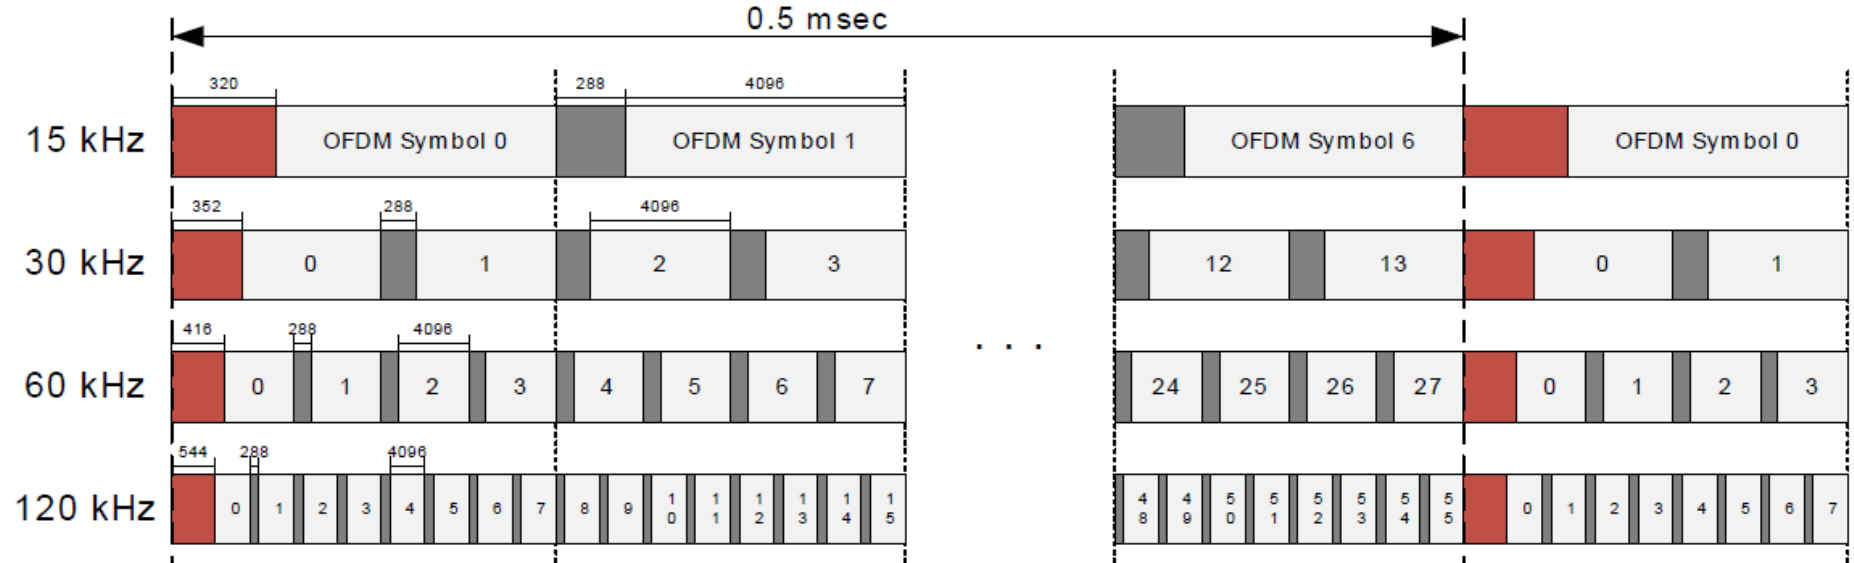 0.5 msec
320 288 4096
15 kHz OFDM Symbol 0 OFDM Symbol 1 OFDM Symbol 6 OFDM Symbol 0
352 288 4096
30 kHz 0 1 2 3 12 13 0 1
416 288 4096
60 kHz 0 1 2 3 4 5 6 7 . . . 24 25 26 27 0 1 2 3
544 288 4096
120 kHz 0 1 2 3 4 5 6 7 8 9 10 11 12 13 14 15 48 49 50 51 52 53 54 55 0 1 2 3 4 5 6 7